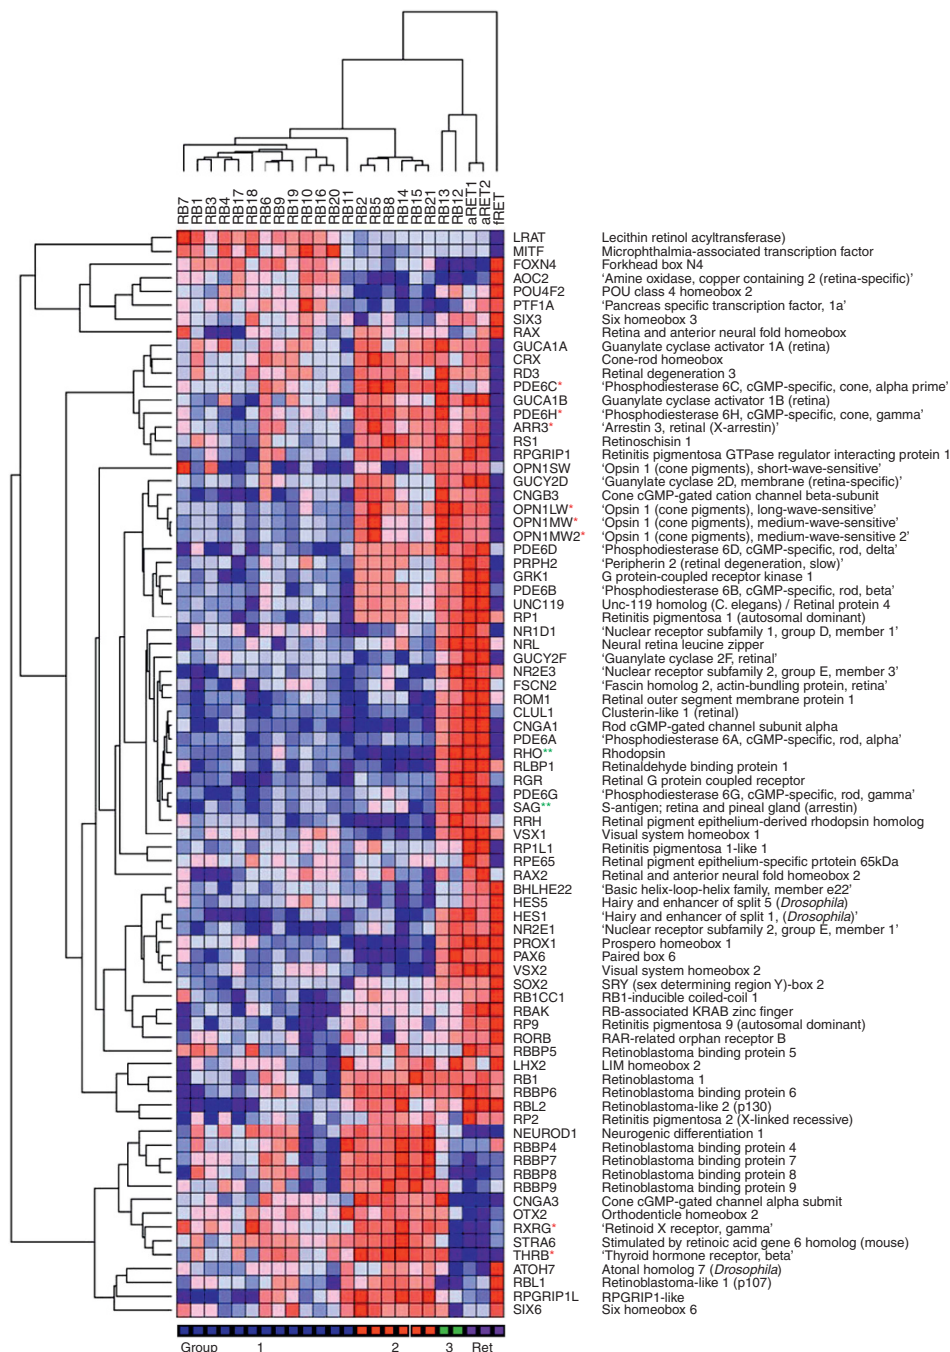 RB7 RB1 RB3 RB4 RB17 RB18 RB6 RB9 RB19 RB10 RB16 RB20 RB11 RB2 RB5 RB8 RB14 RB15 RB21 RB13 RB12 aRET1 aRET2 fRET
LRAT Lecithin retinol acyltransferase)
MITF Microphthalmia-associated transcription factor
FOXN4 Forkhead box N4
AOC2 ‘Amine oxidase, copper containing 2 (retina-specific)’
POU4F2 POU class 4 homeobox 2
PTF1A ‘Pancreas specific transcription factor, 1a’
SIX3 Six homeobox 3
RAX Retina and anterior neural fold homeobox
GUCA1A Guanylate cyclase activator 1A (retina)
CRX Cone-rod homeobox
RD3 Retinal degeneration 3
PDE6C* ‘Phosphodiesterase 6C, cGMP-specific, cone, alpha prime’
GUCA1B Guanylate cyclase activator 1B (retina)
PDE6H* ‘Phosphodiesterase 6H, cGMP-specific, cone, gamma’
ARR3* ‘Arrestin 3, retinal (X-arrestin)’
RS1 Retinoschisin 1
RPGRIP1 Retinitis pigmentosa GTPase regulator interacting protein 1
OPN1SW ‘Opsin 1 (cone pigments), short-wave-sensitive’
GUCY2D ‘Guanylate cyclase 2D, membrane (retina-specific)’
CNGB3 Cone cGMP-gated cation channel beta-subunit
OPN1LW* ‘Opsin 1 (cone pigments), long-wave-sensitive’
OPN1MW* ‘Opsin 1 (cone pigments), medium-wave-sensitive’
OPN1MW2* ‘Opsin 1 (cone pigments), medium-wave-sensitive 2’
PDE6D ‘Phosphodiesterase 6D, cGMP-specific, rod, delta’
PRPH2 ‘Peripherin 2 (retinal degeneration, slow)’
GRK1 G protein-coupled receptor kinase 1
PDE6B ‘Phosphodiesterase 6B, cGMP-specific, rod, beta’
UNC119 Unc-119 homolog (C. elegans) / Retinal protein 4
RP1 Retinitis pigmentosa 1 (autosomal dominant)
NR1D1 ‘Nuclear receptor subfamily 1, group D, member 1’
NRL Neural retina leucine zipper
GUCY2F ‘Guanylate cyclase 2F, retinal’
NR2E3 ‘Nuclear receptor subfamily 2, group E, member 3’
FSCN2 ‘Fascin homolog 2, actin-bundling protein, retina’
ROM1 Retinal outer segment membrane protein 1
CLUL1 Clusterin-like 1 (retinal)
CNGA1 Rod cGMP-gated channel subunit alpha
PDE6A ‘Phosphodiesterase 6A, cGMP-specific, rod, alpha’
RHO** Rhodopsin
RLBP1 Retinaldehyde binding protein 1
RGR Retinal G protein coupled receptor
PDE6G ‘Phosphodiesterase 6G, cGMP-specific, rod, gamma’
SAG** S-antigen; retina and pineal gland (arrestin)
RRH Retinal pigment epithelium-derived rhodopsin homolog
VSX1 Visual system homeobox 1
RP1L1 Retinitis pigmentosa 1-like 1
RPE65 Retinal pigment epithelium-specific prtotein 65kDa
RAX2 Retinal and anterior neural fold homeobox 2
BHLHE22 ‘Basic helix-loop-helix family, member e22’
HES5 Hairy and enhancer of split 5 (Drosophila)
HES1 ‘Hairy and enhancer of split 1, (Drosophila)’
NR2E1 ‘Nuclear receptor subfamily 2, group E, member 1’
PROX1 Prospero homeobox 1
PAX6 Paired box 6
VSX2 Visual system homeobox 2
SOX2 SRY (sex determining region Y)-box 2
RB1CC1 RB1-inducible coiled-coil 1
RBAK RB-associated KRAB zinc finger
RP9 Retinitis pigmentosa 9 (autosomal dominant)
RORB RAR-related orphan receptor B
RBBP5 Retinoblastoma binding protein 5
LHX2 LIM homeobox 2
RB1 Retinoblastoma 1
RBBP6 Retinoblastoma binding protein 6
RBL2 Retinoblastoma-like 2 (p130)
RP2 Retinitis pigmentosa 2 (X-linked recessive)
NEUROD1 Neurogenic differentiation 1
RBBP4 Retinoblastoma binding protein 4
RBBP7 Retinoblastoma binding protein 7
RBBP8 Retinoblastoma binding protein 8
RBBP9 Retinoblastoma binding protein 9
CNGA3 Cone cGMP-gated channel alpha submit
OTX2 Orthodenticle homeobox 2
RXRG* ‘Retinoid X receptor, gamma’
STRA6 Stimulated by retinoic acid gene 6 homolog (mouse)
THRB* ‘Thyroid hormone receptor, beta’
ATOH7 Atonal homolog 7 (Drosophila)
RBL1 Retinoblastoma-like 1 (p107)
RPGRIP1L RPGRIP1-like
SIX6 Six homeobox 6
Group 1 2 3 Ret